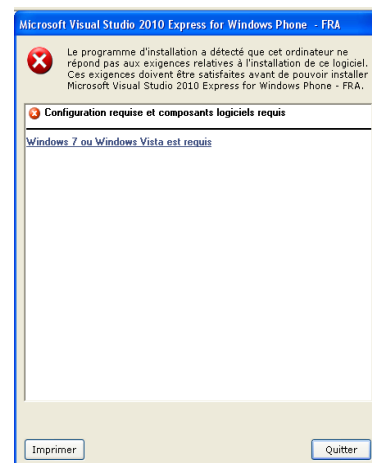 Microsoft Visual Studio 2010 Express for Windows Phone - FRA
Le programme d'installation a détecté que cet ordinateur ne
répond pas aux exigences relatives à l'installation de ce logiciel.
Ces exigences doivent être satisfaites avant de pouvoir installer
Microsoft Visual Studio 2010 Express for Windows Phone - FRA.
Configuration requise et composants logiciels requis
Windows 7 ou Windows Vista est requis
Imprimer
Quitter